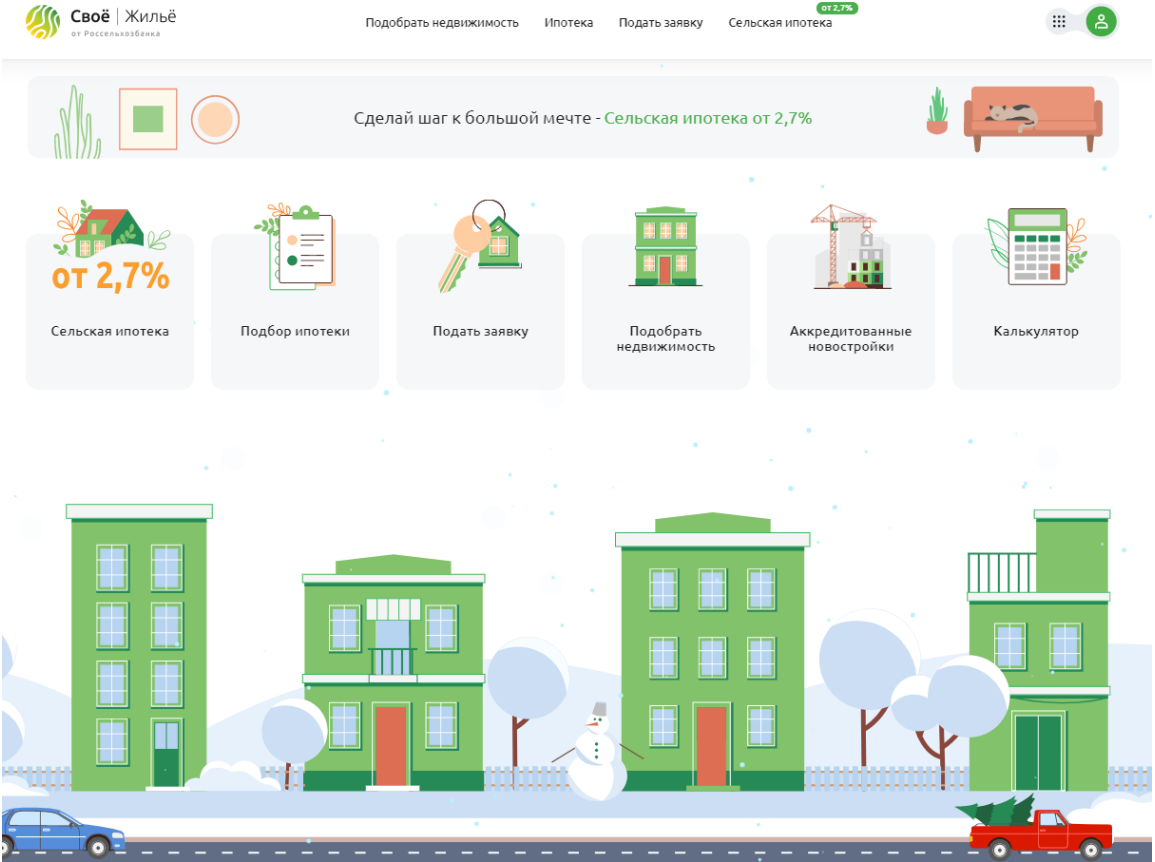 Своё | Жильё
от Россельхозбанка
Подобрать недвижимость
Ипотека
Подать заявку
Сельская ипотека
от 2,7%
Сделай шаг к большой мечте - Сельская ипотека от 2,7%
от 2,7%
Сельская ипотека
Подбор ипотеки
Подать заявку
Подобрать
недвижимость
Аккредитованные
новостройки
Калькулятор